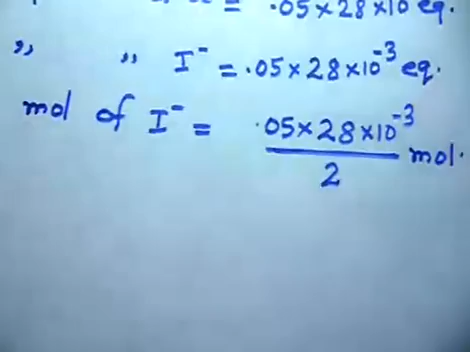 = .05×28×10 eq.
,, ,, I⁻ = .05×28×10⁻³ eq.
mol of I⁻ = .05×28×10⁻³ / 2 mol.